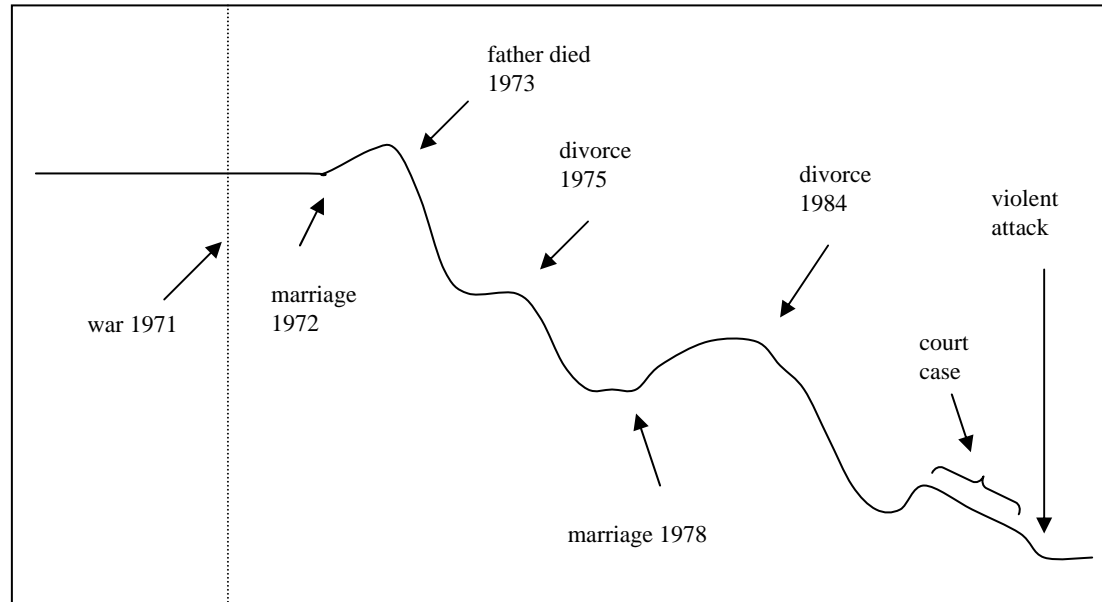 father died
1973
divorce
1975
divorce
1984
violent
attack
war 1971
marriage
1972
court
case
marriage 1978